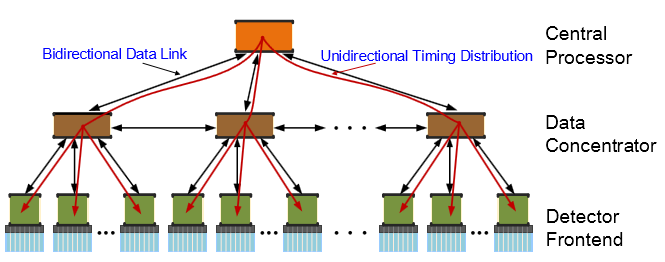 Central
Processor
Bidirectional Data Link
Unidirectional Timing Distribution
Data
Concentrator
. . .
Detector
Frontend
...
...
. . .
...